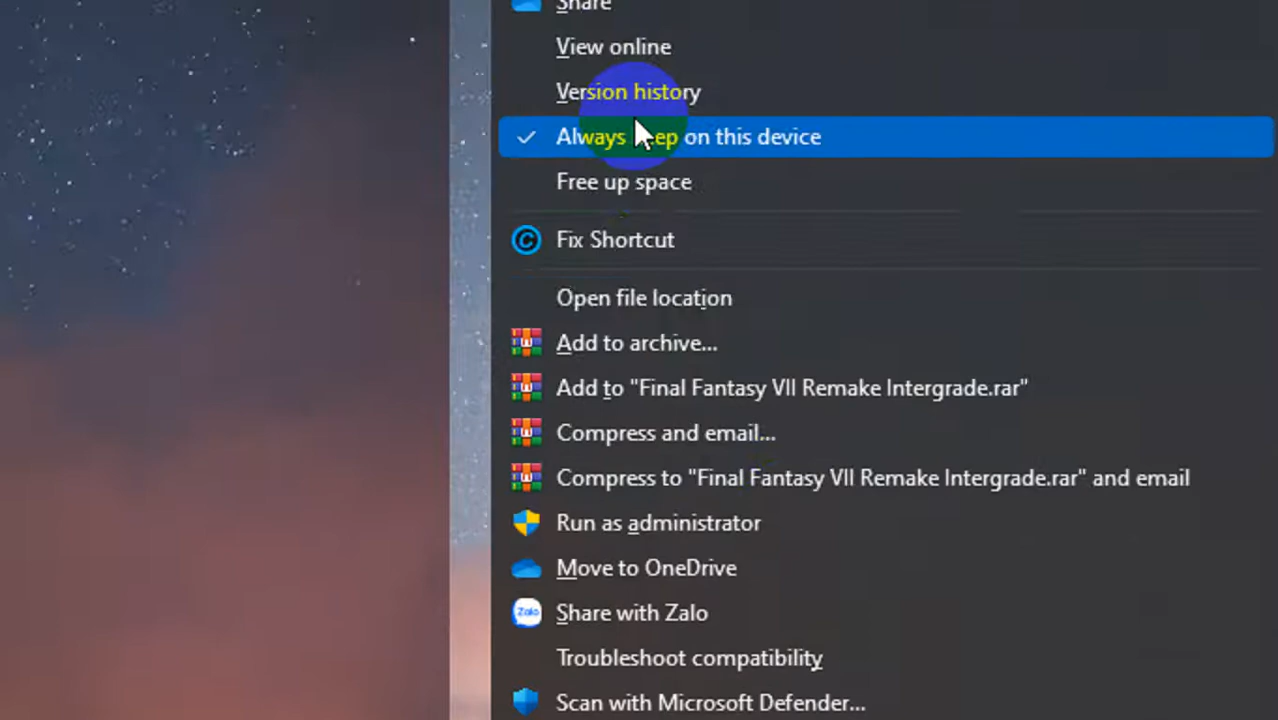 Share
View online
Version history
Always keep on this device
Free up space
Fix Shortcut
Open file location
Add to archive...
Add to "Final Fantasy VII Remake Intergrade.rar"
Compress and email...
Compress to "Final Fantasy VII Remake Intergrade.rar" and email
Run as administrator
Move to OneDrive
Zalo
Share with Zalo
Troubleshoot compatibility
Scan with Microsoft Defender...